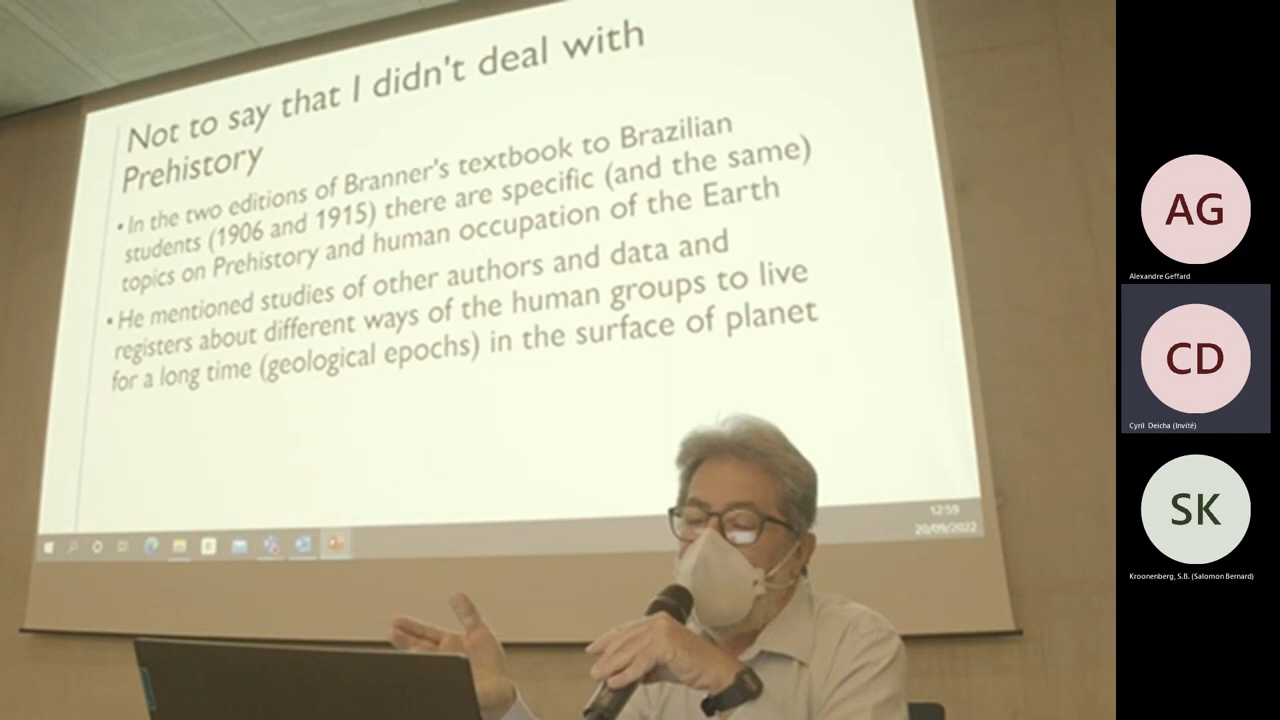 Not to say that I didn't deal with
Prehistory
• In the two editions of Branner's textbook to Brazilian
students (1906 and 1915) there are specific (and the same)
topics on Prehistory and human occupation of the Earth
• He mentioned studies of other authors and data and
registers about different ways of the human groups to live
for a long time (geological epochs) in the surface of planet
12:59
20/09/2022
AG
Alexandre Geffard
CD
Cyril Deicha (Invité)
SK
Kroonenberg, S.B. (Salomon Bernard)